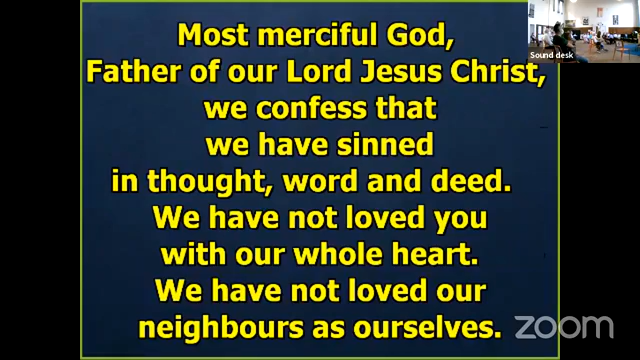 Most merciful God,
Father of our Lord Jesus Christ,
we confess that
we have sinned
in thought, word and deed.
We have not loved you
with our whole heart.
We have not loved our
neighbours as ourselves.
Sound desk
zoom